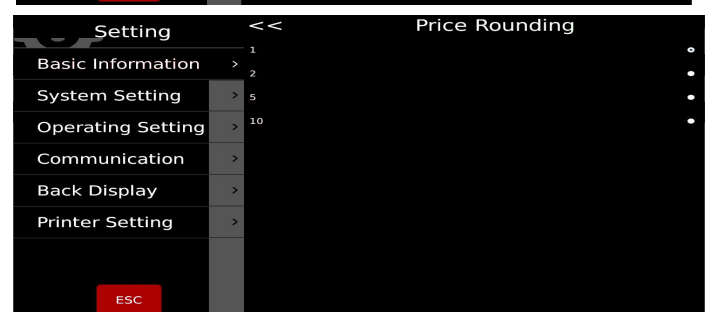 Setting
<< Price Rounding
Basic Information >
System Setting >
Operating Setting >
Communication >
Back Display >
Printer Setting >
ESC
1
2
5
10